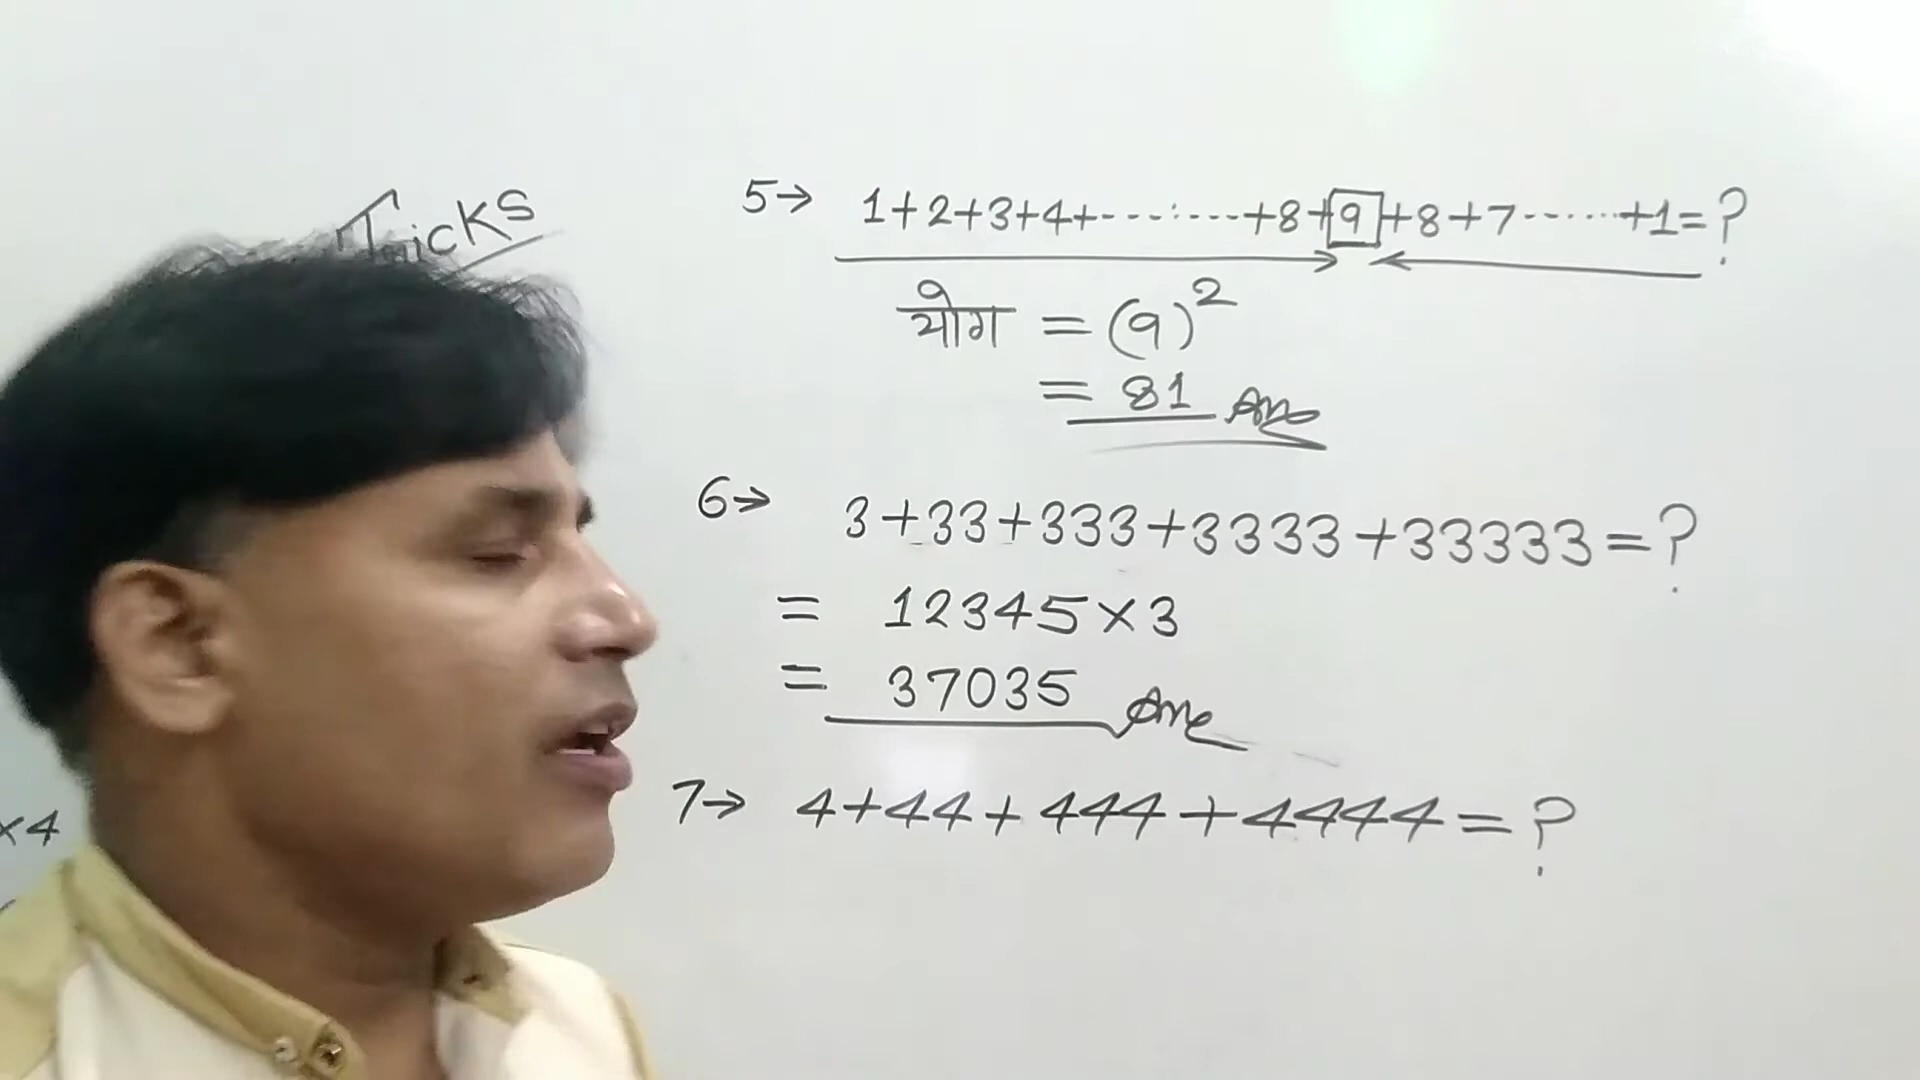 Tricks
5→ 1+2+3+4+-------+8+9+8+7------+1=?
योग = (9)²
= 81 Ans
6→ 3+33+333+3333+33333=?
= 12345×3
= 37035 Ans
7→ 4+44+444+4444=?
×4